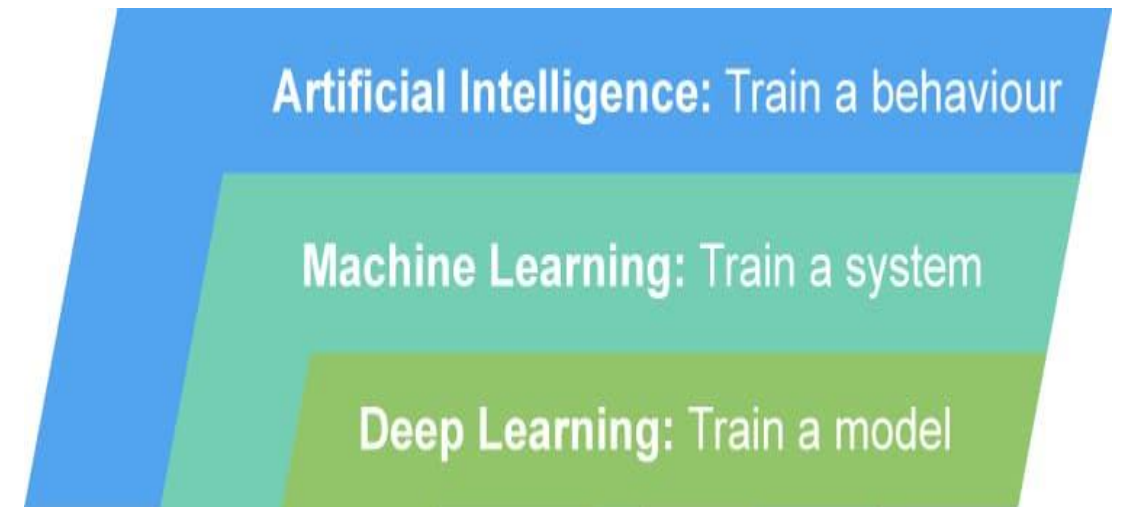 Artificial Intelligence: Train a behaviour
Machine Learning: Train a system
Deep Learning: Train a model